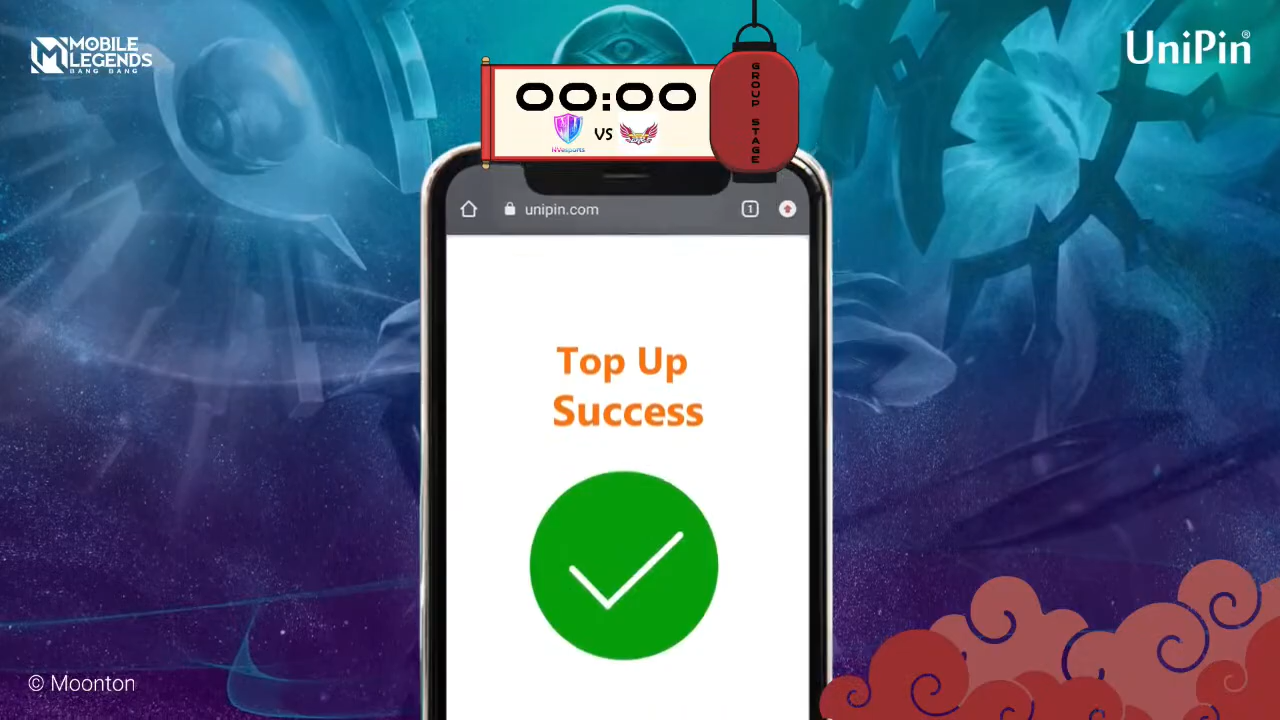 MOBILE
LEGENDS
BANG BANG
UniPin®
00:00
GROUP STAGE
VS
unipin.com
1
Top Up
Success
© Moonton